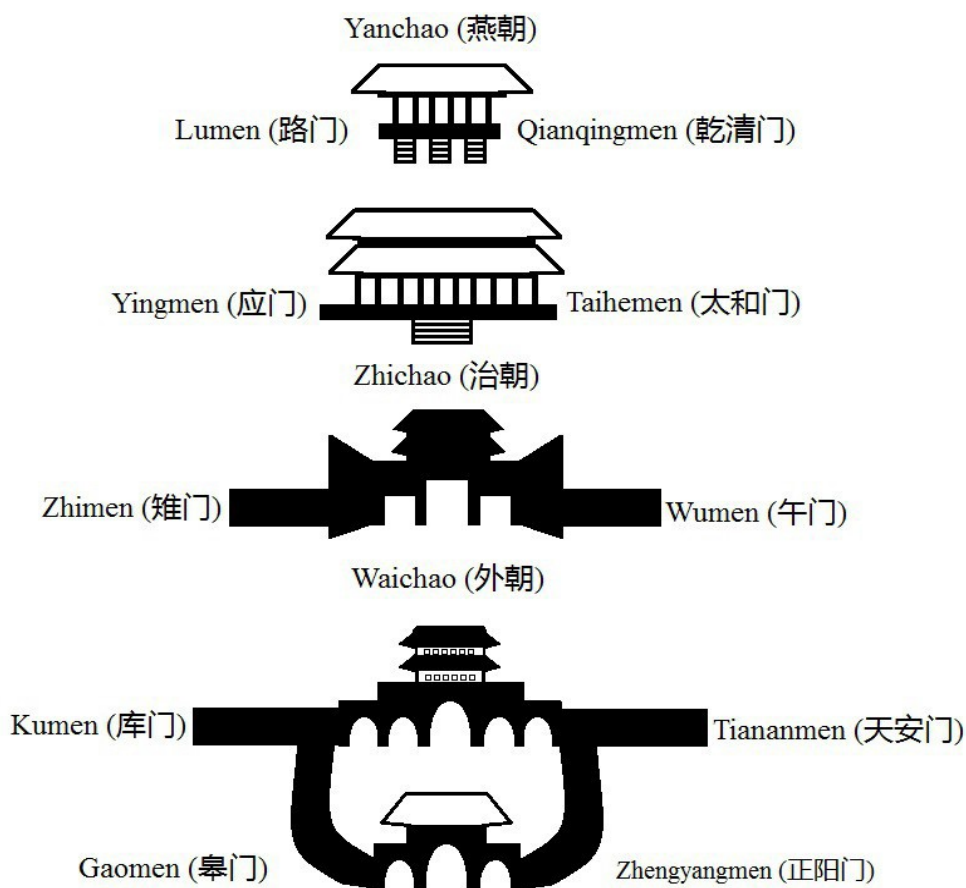 Yanchao (燕朝)
Lumen (路门)
Qianqingmen (乾清门)
Yingmen (应门)
Taihemen (太和门)
Zhichao (治朝)
Zhimen (雉门)
Wumen (午门)
Waichao (外朝)
Kumen (库门)
Tiananmen (天安门)
Gaomen (皋门)
Zhengyangmen (正阳门)